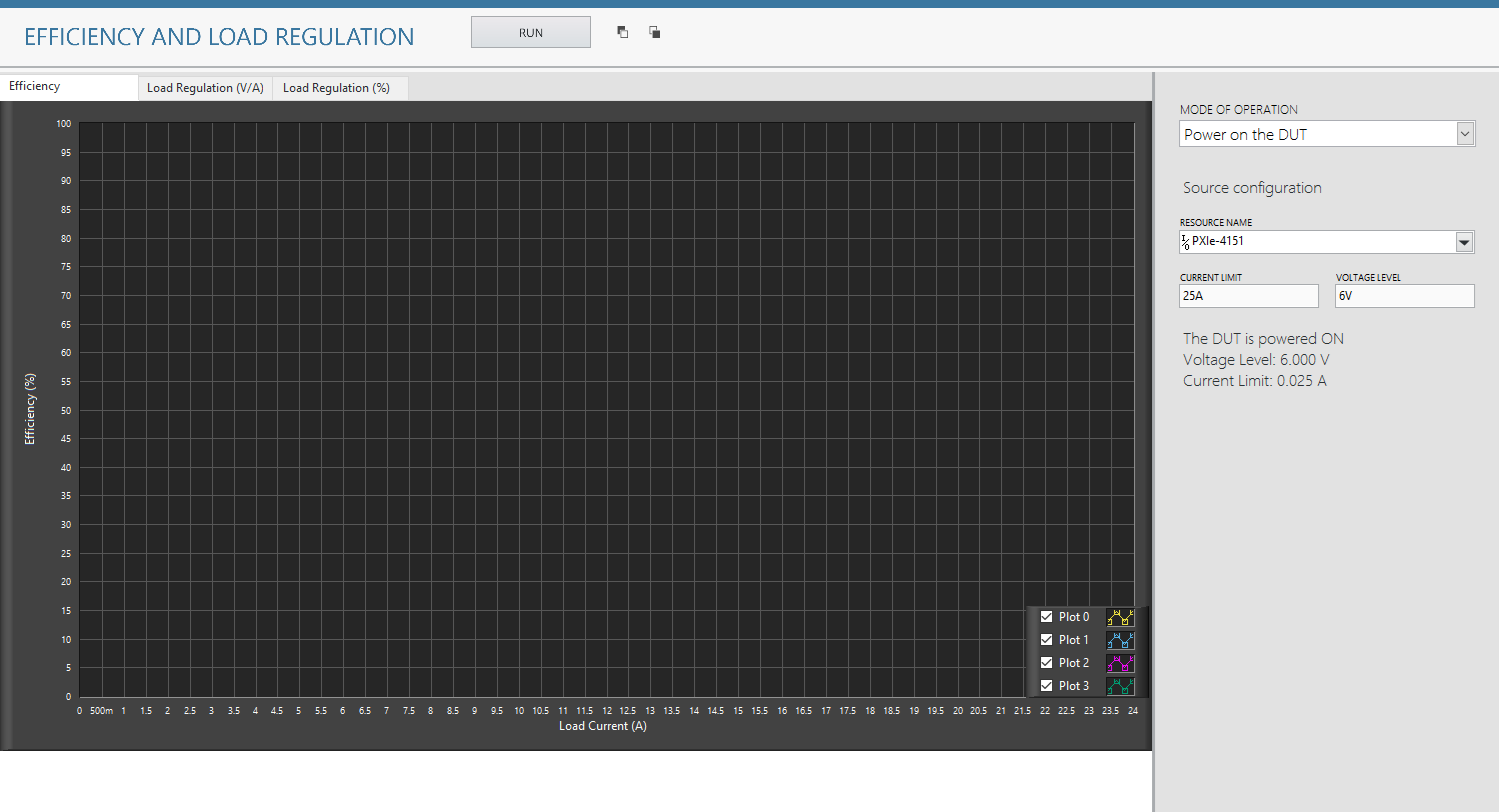 EFFICIENCY AND LOAD REGULATION
RUN
Efficiency
Load Regulation (V/A)
Load Regulation (%)
100
95
90
85
80
75
70
65
60
55
50
45
40
35
30
25
20
15
10
5
0
Efficiency (%)
0 500m 1 1.5 2 2.5 3 3.5 4 4.5 5 5.5 6 6.5 7 7.5 8 8.5 9 9.5 10 10.5 11 11.5 12 12.5 13 13.5 14 14.5 15 15.5 16 16.5 17 17.5 18 18.5 19 19.5 20 20.5 21 21.5 22 22.5 23 23.5 24
Load Current (A)
Plot 0
Plot 1
Plot 2
Plot 3
MODE OF OPERATION
Power on the DUT
Source configuration
RESOURCE NAME
I/O PXIe-4151
CURRENT LIMIT
25A
VOLTAGE LEVEL
6V
The DUT is powered ON
Voltage Level: 6.000 V
Current Limit: 0.025 A